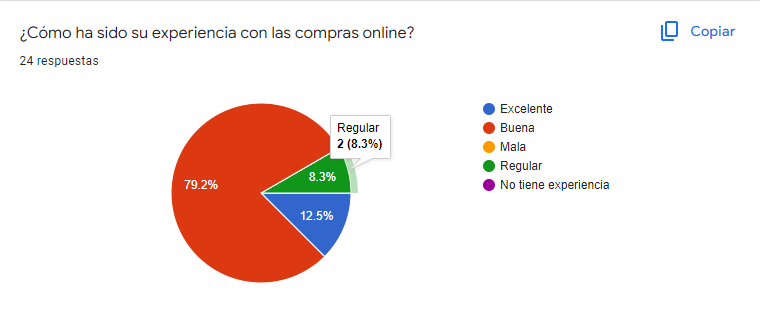 ¿Cómo ha sido su experiencia con las compras online?
Copiar
24 respuestas
Regular
2 (8.3%)
79.2%
8.3%
12.5%
Excelente
Buena
Mala
Regular
No tiene experiencia